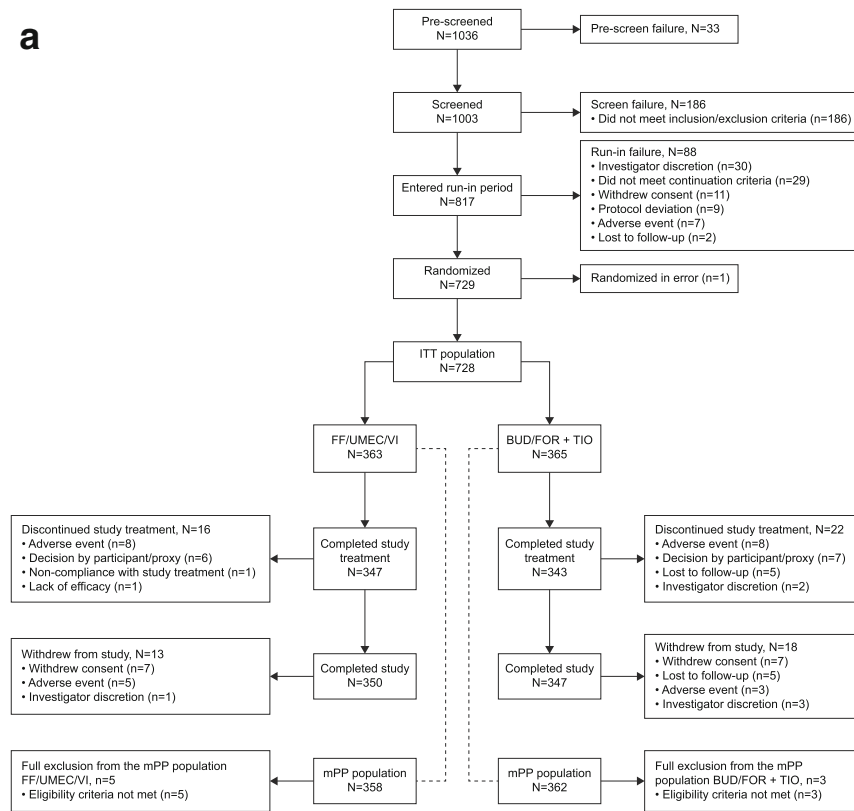 a
Pre-screened
N=1036
Pre-screen failure, N=33
Screened
N=1003
Screen failure, N=186
• Did not meet inclusion/exclusion criteria (n=186)
Entered run-in period
N=817
Run-in failure, N=88
• Investigator discretion (n=30)
• Did not meet continuation criteria (n=29)
• Withdrew consent (n=11)
• Protocol deviation (n=9)
• Adverse event (n=7)
• Lost to follow-up (n=2)
Randomized
N=729
Randomized in error (n=1)
ITT population
N=728
FF/UMEC/VI
N=363
BUD/FOR + TIO
N=365
Discontinued study treatment, N=16
• Adverse event (n=8)
• Decision by participant/proxy (n=6)
• Non-compliance with study treatment (n=1)
• Lack of efficacy (n=1)
Completed study
treatment
N=347
Completed study
treatment
N=343
Discontinued study treatment, N=22
• Adverse event (n=8)
• Decision by participant/proxy (n=7)
• Lost to follow-up (n=5)
• Investigator discretion (n=2)
Withdrew from study, N=13
• Withdrew consent (n=7)
• Adverse event (n=5)
• Investigator discretion (n=1)
Completed study
N=350
Completed study
N=347
Withdrew from study, N=18
• Withdrew consent (n=7)
• Lost to follow-up (n=5)
• Adverse event (n=3)
• Investigator discretion (n=3)
Full exclusion from the mPP population
FF/UMEC/VI, n=5
• Eligibility criteria not met (n=5)
mPP population
N=358
mPP population
N=362
Full exclusion from the mPP
population BUD/FOR + TIO, n=3
• Eligibility criteria not met (n=3)